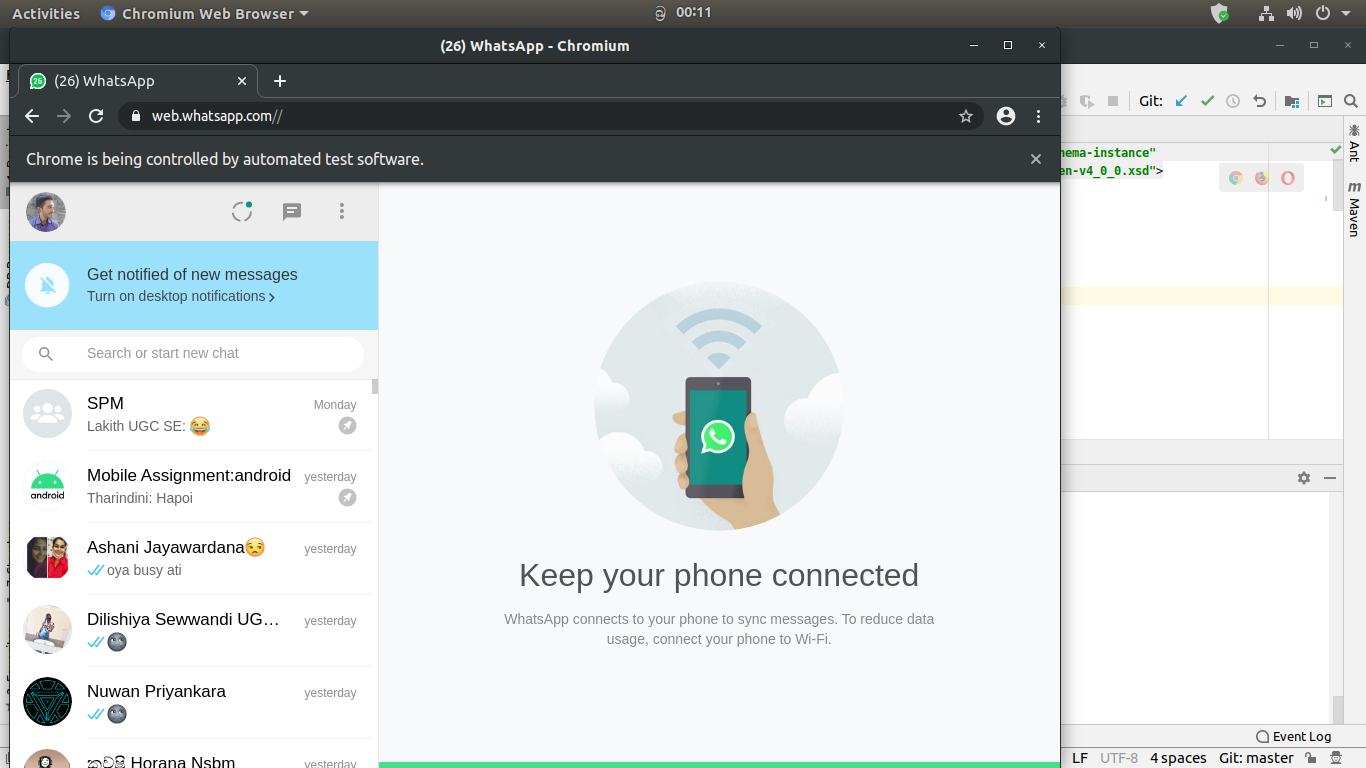 Activities
Chromium Web Browser
00:11
(26) WhatsApp - Chromium
26
(26) WhatsApp
web.whatsapp.com//
Chrome is being controlled by automated test software.
Get notified of new messages
Turn on desktop notifications
Search or start new chat
SPM
Monday
Lakith UGC SE: 😂
android
Mobile Assignment:android
yesterday
Tharindini: Hapoi
Ashani Jayawardana😒
yesterday
oya busy ati
Dilishiya Sewwandi UG…
yesterday
🌚
Nuwan Priyankara
yesterday
🌚
Horana Nsbm
yesterday
Keep your phone connected
WhatsApp connects to your phone to sync messages. To reduce data
usage, connect your phone to Wi-Fi.
Git:
hema-instance"
en-v4_0_0.xsd">
Ant
m
Maven
Event Log
LF
UTF-8
4 spaces
Git: master